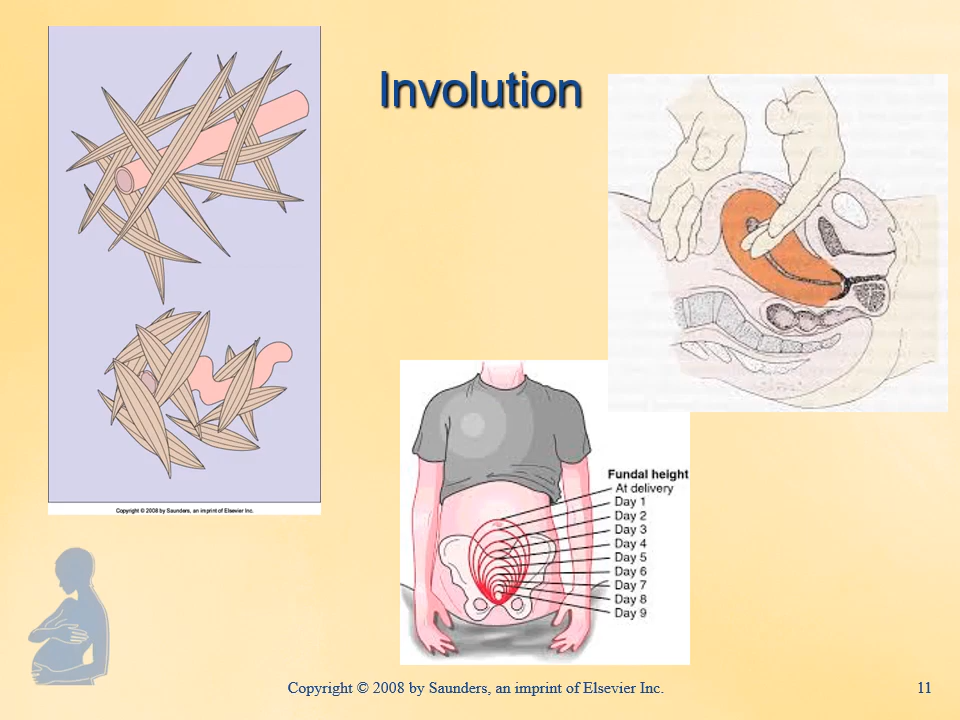 Involution
Copyright © 2008 by Saunders, an imprint of Elsevier Inc.
Fundal height
At delivery
Day 1
Day 2
Day 3
Day 4
Day 5
Day 6
Day 7
Day 8
Day 9
Copyright © 2008 by Saunders, an imprint of Elsevier Inc.
11